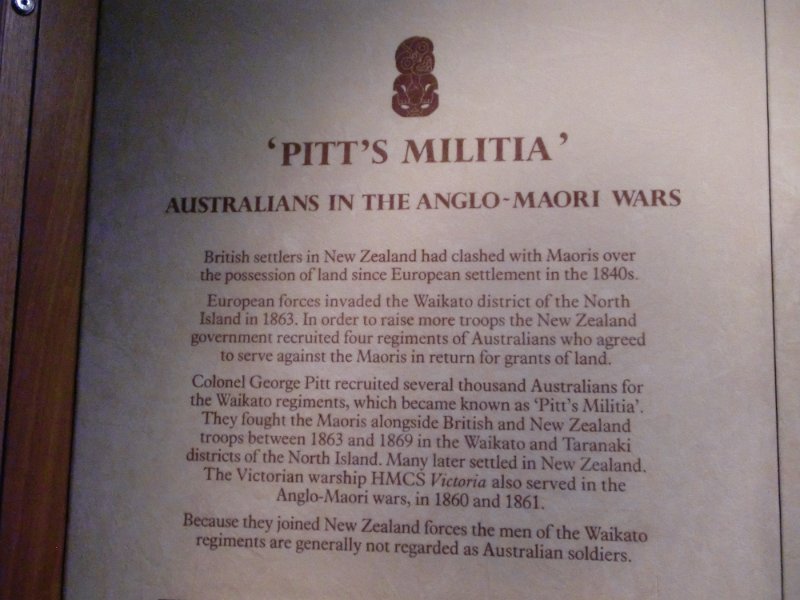 'PITT'S MILITIA'
AUSTRALIANS IN THE ANGLO-MAORI WARS
British settlers in New Zealand had clashed with Maoris over
the possession of land since European settlement in the 1840s.
European forces invaded the Waikato district of the North
Island in 1863. In order to raise more troops the New Zealand
government recruited four regiments of Australians who agreed
to serve against the Maoris in return for grants of land.
Colonel George Pitt recruited several thousand Australians for
the Waikato regiments, which became known as 'Pitt's Militia'.
They fought the Maoris alongside British and New Zealand
troops between 1863 and 1869 in the Waikato and Taranaki
districts of the North Island. Many later settled in New Zealand.
The Victorian warship HMCS Victoria also served in the
Anglo-Maori wars, in 1860 and 1861.
Because they joined New Zealand forces the men of the Waikato
regiments are generally not regarded as Australian soldiers.